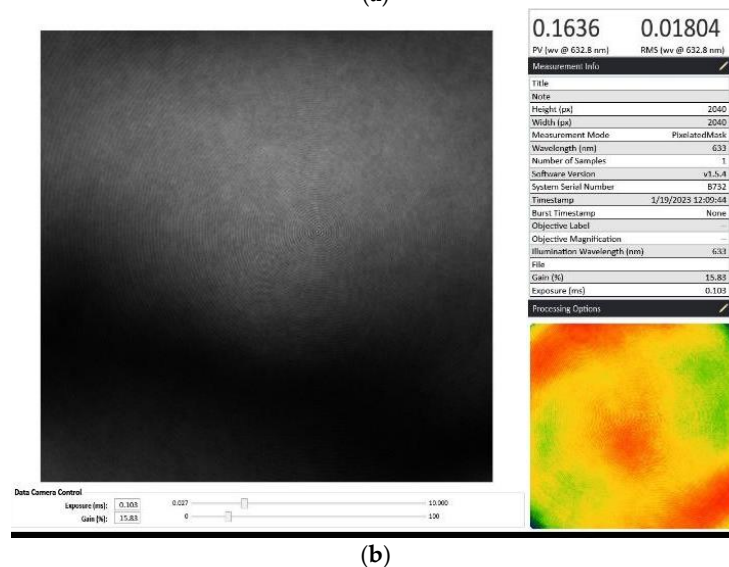 (a)
0.1636 0.01804
PV (wv @ 632.8 nm) RMS (wv @ 632.8 nm)
Measurement Info
Title
Note
Height (px) 2040
Width (px) 2040
Measurement Mode PixelatedMask
Wavelength (nm) 633
Number of Samples 1
Software Version v1.5.4
System Serial Number 8732
Timestamp 1/19/2023 12:09:44
Burst Timestamp None
Objective Label --
Objective Magnification --
Illumination Wavelength (nm) 633
File
Gain (%) 15.83
Exposure (ms) 0.103
Processing Options
Data Camera Control
Exposure (ms): 0.103 0.027 10.000
Gain (%): 15.83 0 100
(b)